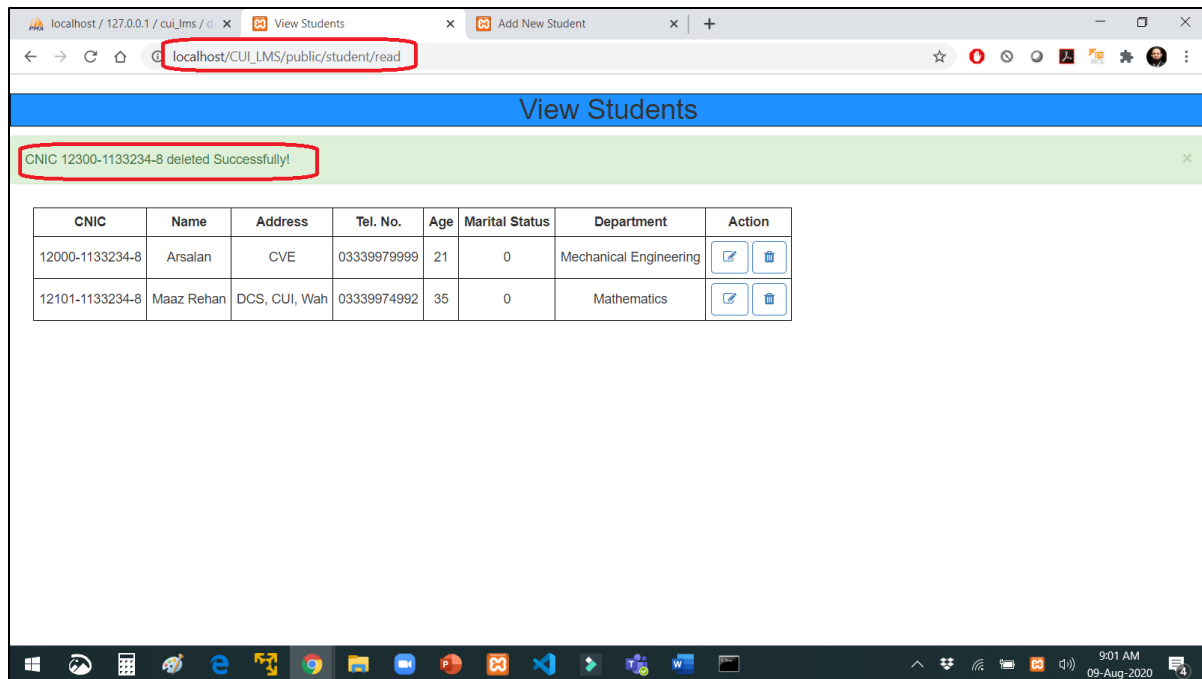 localhost / 127.0.0.1 / cui_lms / d
View Students
Add New Student
localhost/CUI_LMS/public/student/read
View Students
CNIC 12300-1133234-8 deleted Successfully!
CNIC Name Address Tel. No. Age Marital Status Department Action
12000-1133234-8 Arsalan CVE 03339979999 21 0 Mechanical Engineering
12101-1133234-8 Maaz Rehan DCS, CUI, Wah 03339974992 35 0 Mathematics
9:01 AM
09-Aug-2020
4